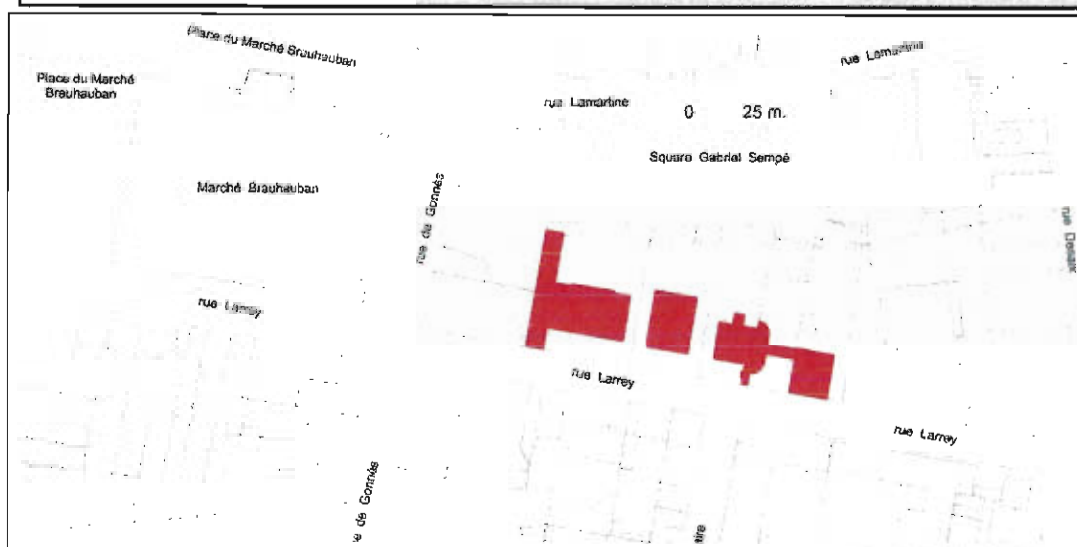 Place du Marché Brauhauban
Place du Marché
Brauhauban
rue Lamartine
rue Lamartine
0 25 m.
Square Gabriel Sempé
Marché Brauhauban
rue de Gonnès
rue Desaix
rue Larrey
rue Larrey
rue Larrey
de Gonnès